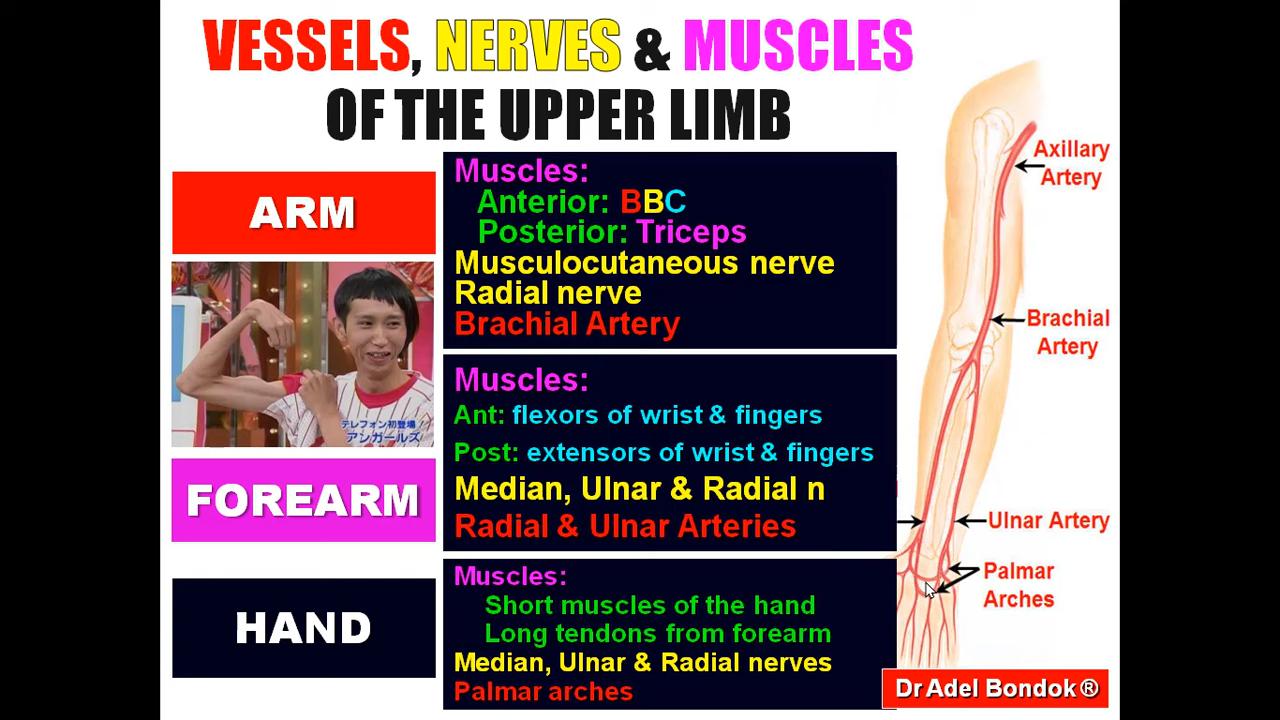 VESSELS, NERVES & MUSCLES
OF THE UPPER LIMB
ARM
Muscles:
Anterior: BBC
Posterior: Triceps
Musculocutaneous nerve
Radial nerve
Brachial Artery
テレフォン初登場!
アンガールズ
FOREARM
Muscles:
Ant: flexors of wrist & fingers
Post: extensors of wrist & fingers
Median, Ulnar & Radial n
Radial & Ulnar Arteries
HAND
Muscles:
Short muscles of the hand
Long tendons from forearm
Median, Ulnar & Radial nerves
Palmar arches
Axillary
Artery
Brachial
Artery
Ulnar Artery
Palmar
Arches
Dr Adel Bondok ®